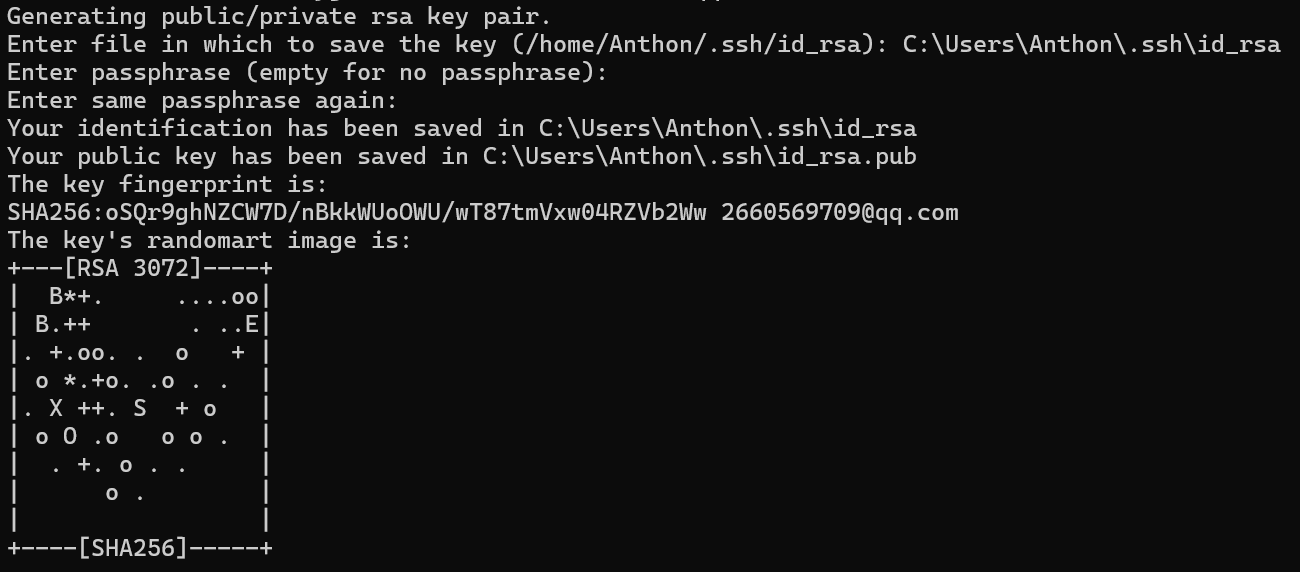 Generating public/private rsa key pair.
Enter file in which to save the key (/home/Anthon/.ssh/id_rsa): C:\Users\Anthon\.ssh\id_rsa
Enter passphrase (empty for no passphrase):
Enter same passphrase again:
Your identification has been saved in C:\Users\Anthon\.ssh\id_rsa
Your public key has been saved in C:\Users\Anthon\.ssh\id_rsa.pub
The key fingerprint is:
SHA256:oSQr9ghNZCW7D/nBkkWUoOWU/wT87tmVxw04RZVb2Ww 2660569709@qq.com
The key's randomart image is:
+---[RSA 3072]----+
|  B*+.     ....oo|
| B.++       . ..E|
|. +.oo. .  o   + |
| o *.+o. .o . .  |
|. X ++. S  + o   |
| o O .o   o o .  |
|  . +. o . .     |
|      o .        |
|                 |
+----[SHA256]-----+